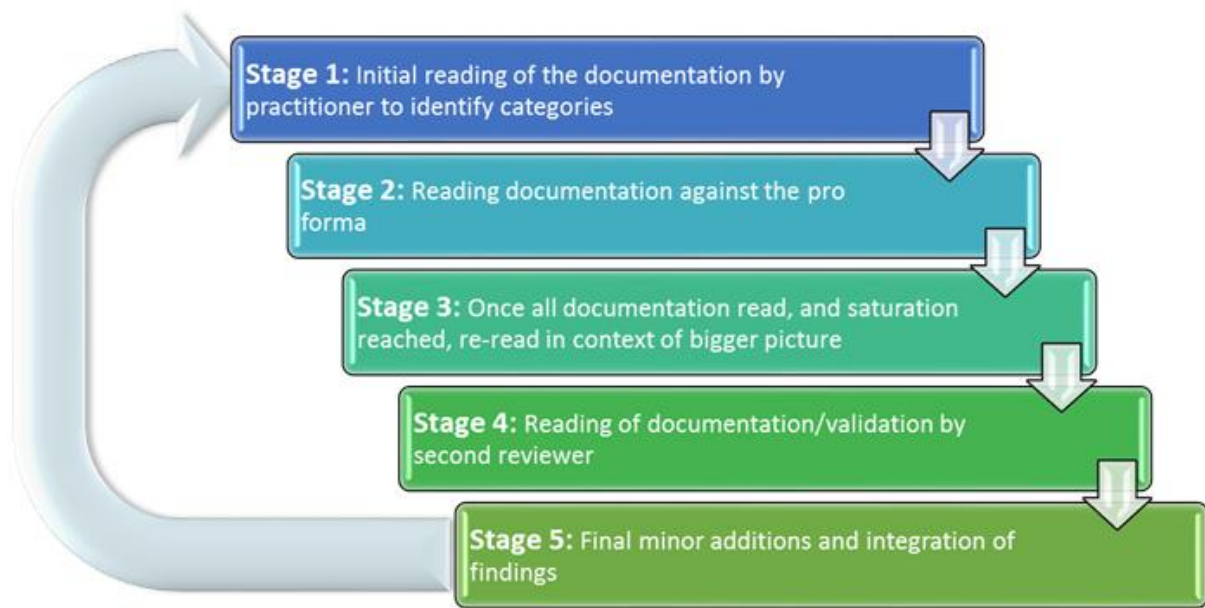 Stage 1: Initial reading of the documentation by
practitioner to identify categories
Stage 2: Reading documentation against the pro
forma
Stage 3: Once all documentation read, and saturation
reached, re-read in context of bigger picture
Stage 4: Reading of documentation/validation by
second reviewer
Stage 5: Final minor additions and integration of
findings